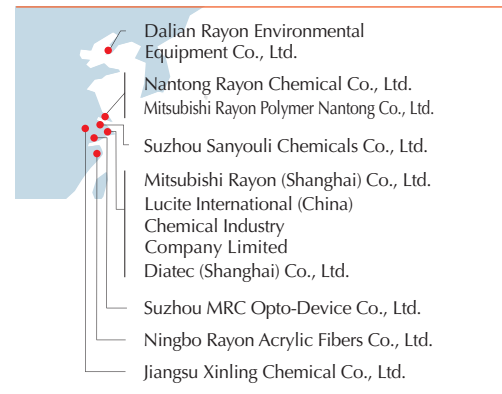 Dalian Rayon Environmental
Equipment Co., Ltd.
Nantong Rayon Chemical Co., Ltd.
Mitsubishi Rayon Polymer Nantong Co., Ltd.
Suzhou Sanyouli Chemicals Co., Ltd.
Mitsubishi Rayon (Shanghai) Co., Ltd.
Lucite International (China)
Chemical Industry
Company Limited
Diatec (Shanghai) Co., Ltd.
Suzhou MRC Opto-Device Co., Ltd.
Ningbo Rayon Acrylic Fibers Co., Ltd.
Jiangsu Xinling Chemical Co., Ltd.